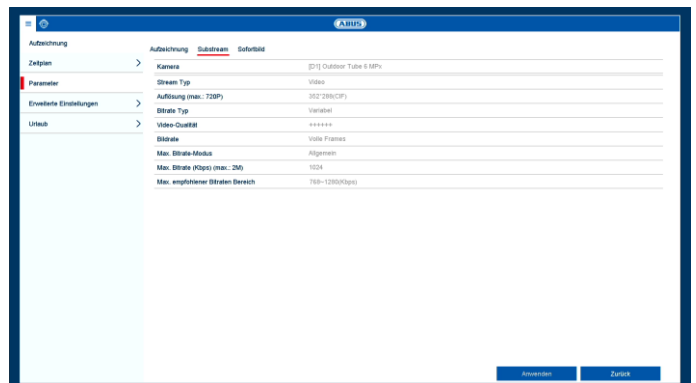 ABUS
Aufzeichnung
Aufzeichnung Substream Sofortbild
Zeitplan
Kamera [D1] Outdoor Tube 6 MPx
Parameter
Stream Typ Video
Auflösung (max.: 720P) 352*288(CIF)
Erweiterte Einstellungen
Bitrate Typ Variabel
Urlaub
Video-Qualität ++++++
Bildrate Volle Frames
Max. Bitrate-Modus Allgemein
Max. Bitrate (Kbps) (max.: 2M) 1024
Max. empfohlener Bitraten Bereich 768~1280(Kbps)
Anwenden Zurück